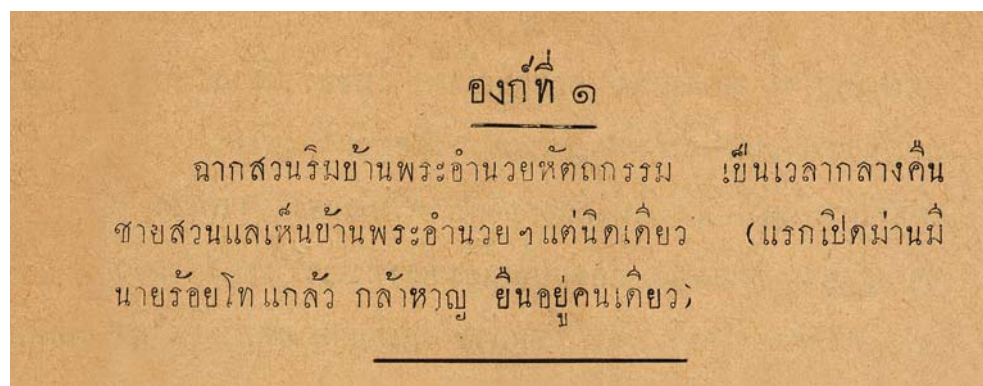 องก์ที่ ๑
ฉากสวนริมบ้านพระอำนวยหัตถกรรม เป็นเวลากลางคืน
ชายสวนแลเห็นบ้านพระอำนวย ฯ แต่นิดเดียว (แรกเปิดม่านมี
นายร้อยโท แกล้ว กล้าหาญ ยืนอยู่คนเดียว)